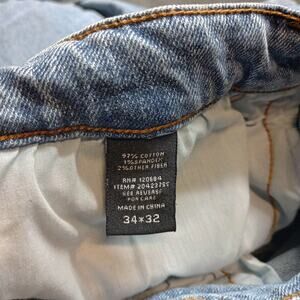 97% COTTON
1% SPANDEX
2% OTHER FIBER
RN# 120684
ITEM#
SEE REVERSE
FOR CARE
MADE IN CHINA
34*32